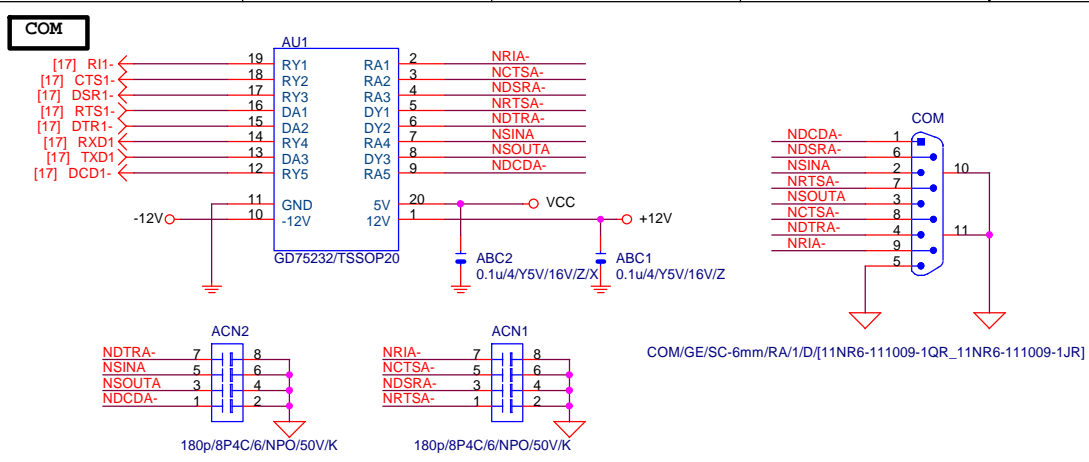 COM
AU1
[17] RI1- 19 RY1 RA1 2 NRIA-
[17] CTS1- 18 RY2 RA2 3 NCTSA-
[17] DSR1- 17 RY3 RA3 4 NDSRA-
[17] RTS1- 16 DA1 DY1 5 NRTSA-
[17] DTR1- 15 DA2 DY2 6 NDTRA-
[17] RXD1 14 RY4 RA4 7 NSINA
[17] TXD1 13 DA3 DY3 8 NSOUTA
[17] DCD1- 12 RY5 RA5 9 NDCDA-
11 GND 5V 20 VCC
-12V 10 -12V 12V 1 +12V
GD75232/TSSOP20
ABC2
0.1u/4/Y5V/16V/Z/X
ABC1
0.1u/4/Y5V/16V/Z
COM
NDCDA- 1
NDSRA- 6
NSINA 2 10
NRTSA- 7
NSOUTA 3
NCTSA- 8
NDTRA- 4 11
NRIA- 9
5
COM/GE/SC-6mm/RA/1/D/[11NR6-111009-1QR_11NR6-111009-1JR]
ACN2
NDTRA- 7 8
NSINA 5 6
NSOUTA 3 4
NDCDA- 1 2
180p/8P4C/6/NPO/50V/K
ACN1
NRIA- 7 8
NCTSA- 5 6
NDSRA- 3 4
NRTSA- 1 2
180p/8P4C/6/NPO/50V/K